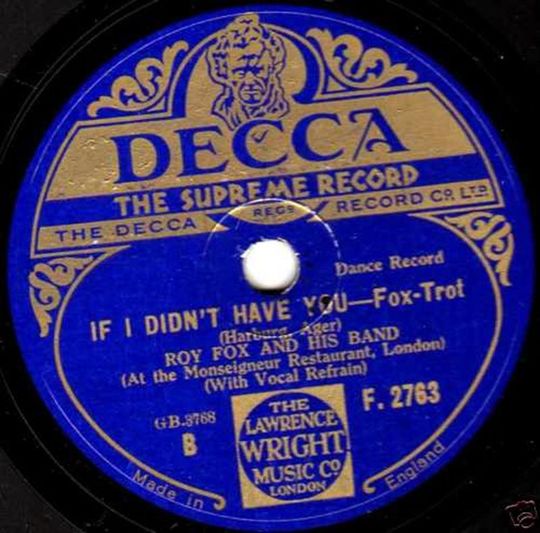 DECCA
THE SUPREME RECORD
THE DECCA REGD RECORD CO. LTD.
Dance Record
IF I DIDN'T HAVE YOU—Fox-Trot
(Harburg, Ager)
ROY FOX AND HIS BAND
(At the Monseigneur Restaurant, London)
(With Vocal Refrain)
GB.3768
B
F. 2763
THE
LAWRENCE
WRIGHT
MUSIC CO
LONDON
Made in England